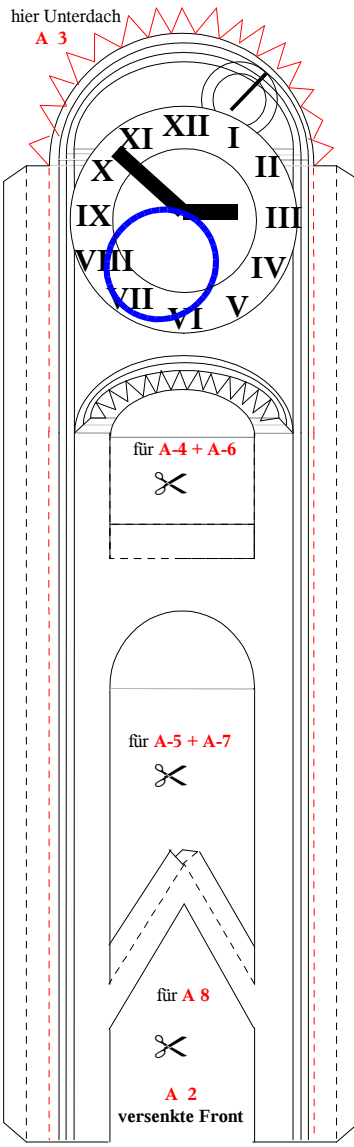 hier Unterdach
A 3
XII
XI
I
X
II
IX
III
VIII
IV
VII
V
VI
für A-4 + A-6
für A-5 + A-7
für A 8
A 2
versenkte Front